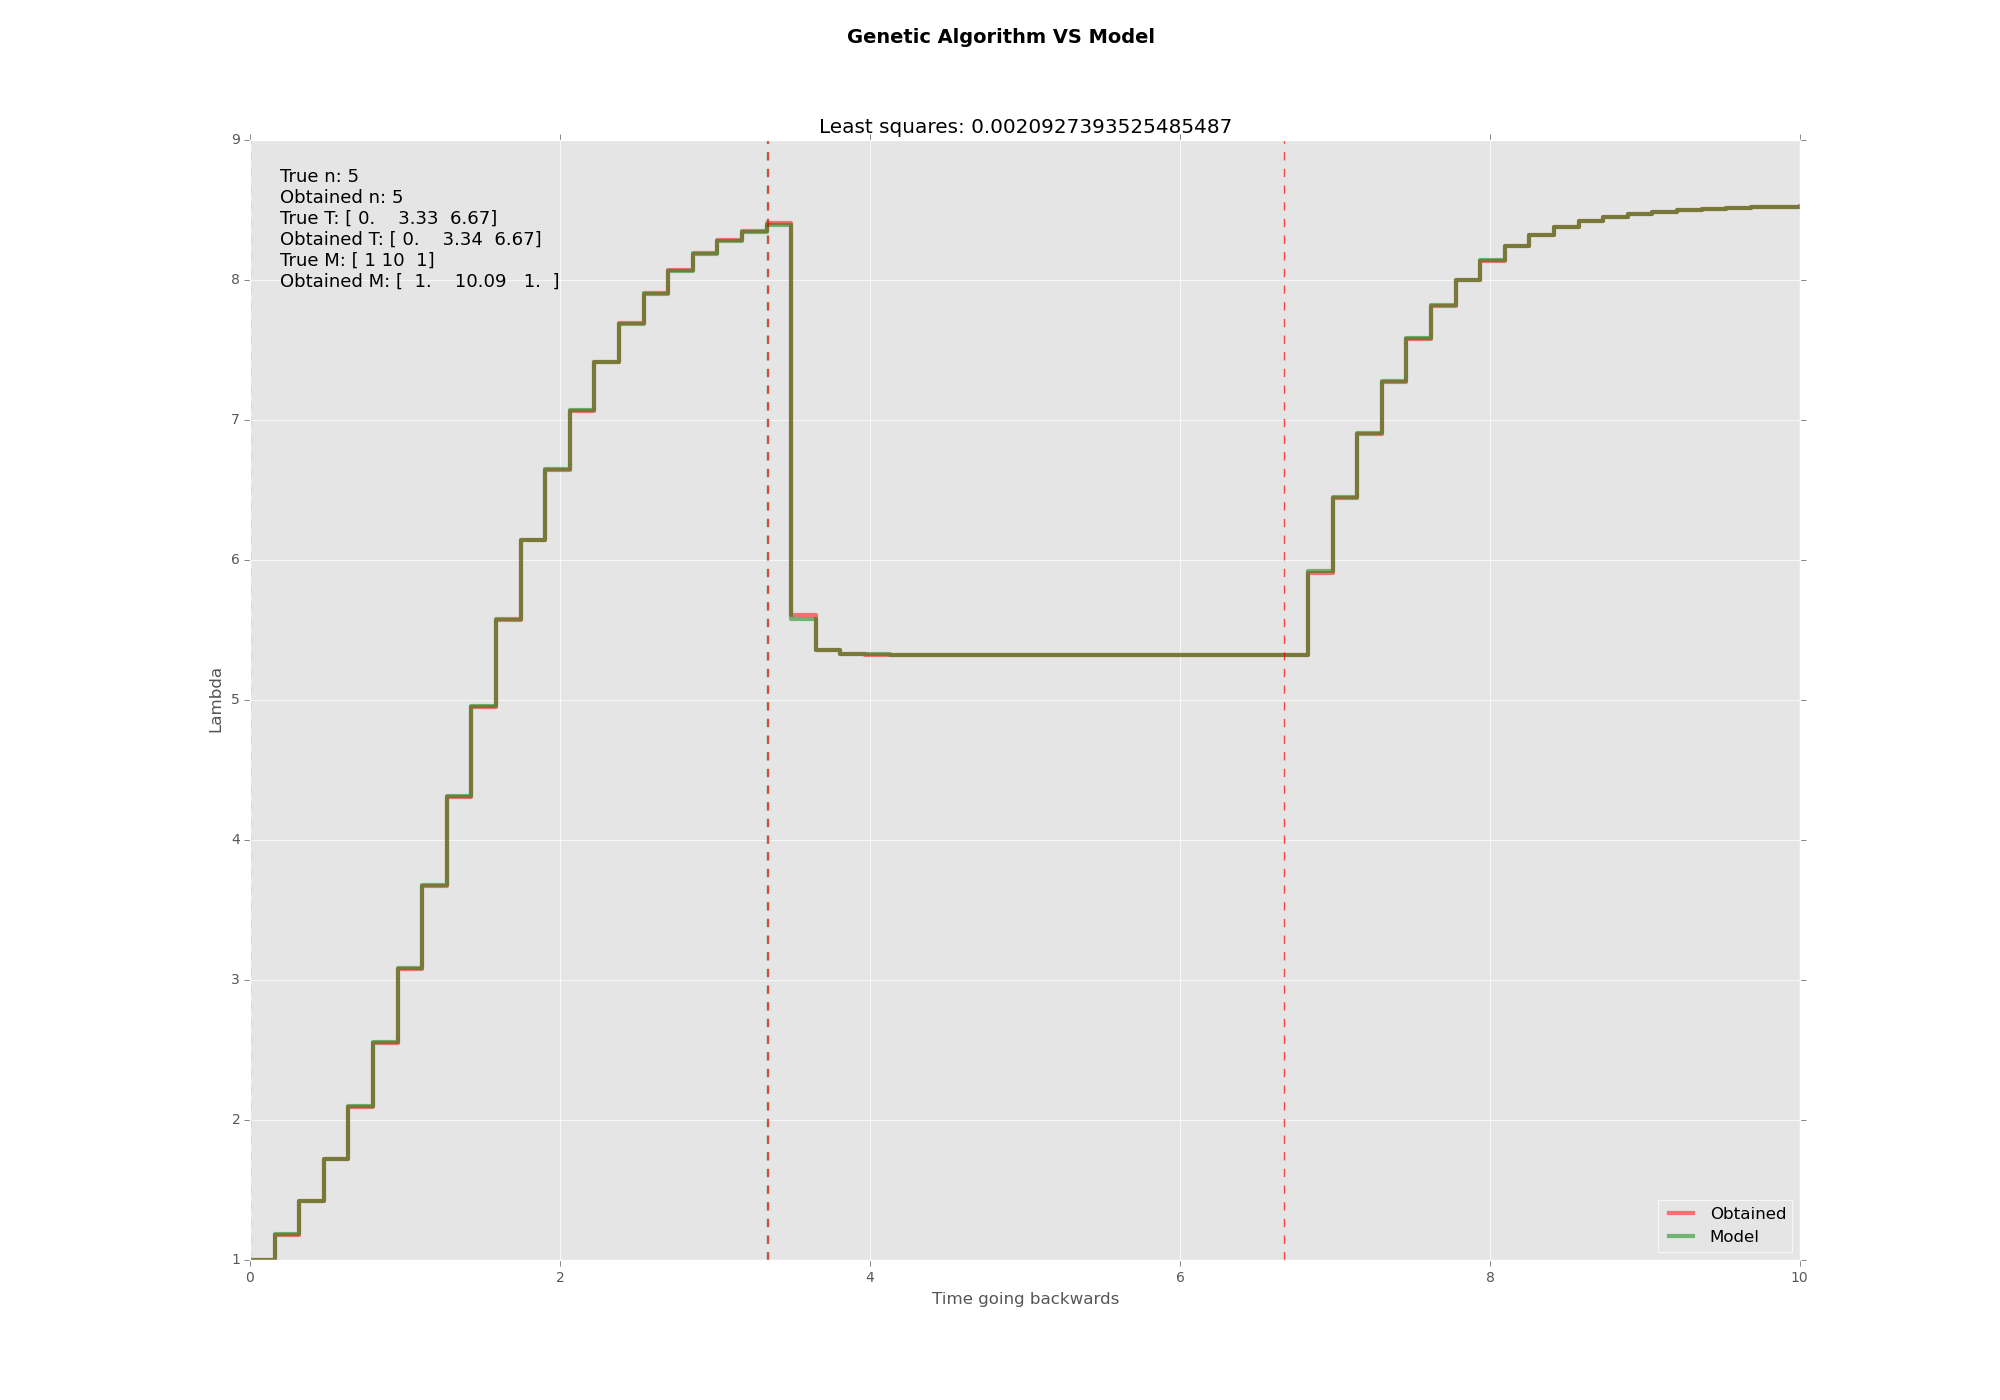 Genetic Algorithm VS Model
Least squares: 0.0020927393525485487
True n: 5
Obtained n: 5
True T: [ 0.    3.33  6.67]
Obtained T: [ 0.    3.34  6.67]
True M: [ 1 10  1]
Obtained M: [  1.    10.09   1.  ]
9
8
7
6
5
4
3
2
1
Lambda
0 2 4 6 8 10
Time going backwards
Obtained
Model